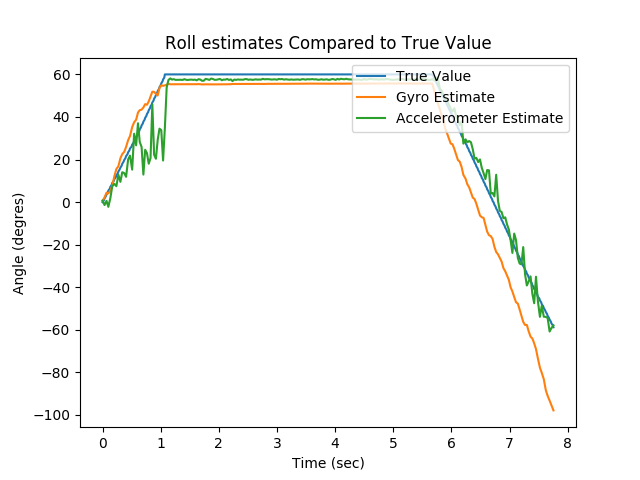 Roll estimates Compared to True Value
True Value
Gyro Estimate
Accelerometer Estimate
Angle (degres)
60
40
20
0
−20
−40
−60
−80
−100
0 1 2 3 4 5 6 7 8
Time (sec)